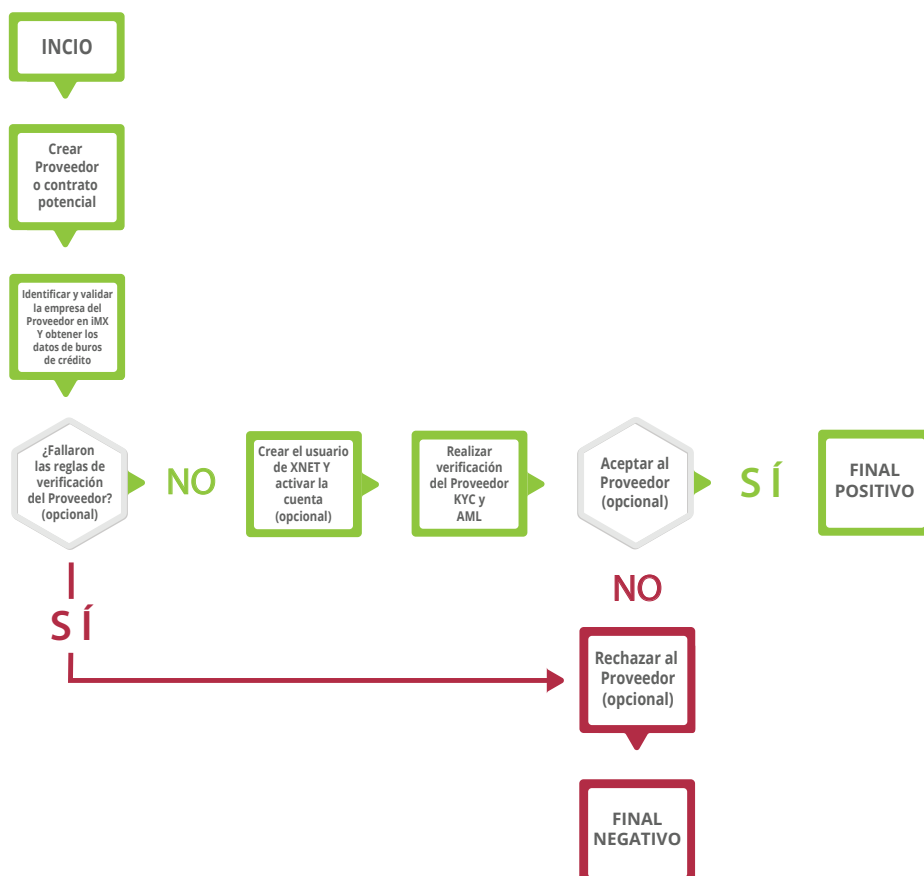 INCIO
Crear
Proveedor
o contrato
potencial
Identificar y validar
la empresa del
Proveedor en iMX
Y obtener los
datos de buros
de crédito
¿Fallaron
las reglas de
verificación
del Proveedor?
(opcional)
NO
Crear el usuario
de XNET Y
activar la
cuenta
(opcional)
Realizar
verificación
del Proveedor
KYC y
AML
Aceptar al
Proveedor
(opcional)
S Í
FINAL
POSITIVO
S Í
NO
Rechazar al
Proveedor
(opcional)
FINAL
NEGATIVO